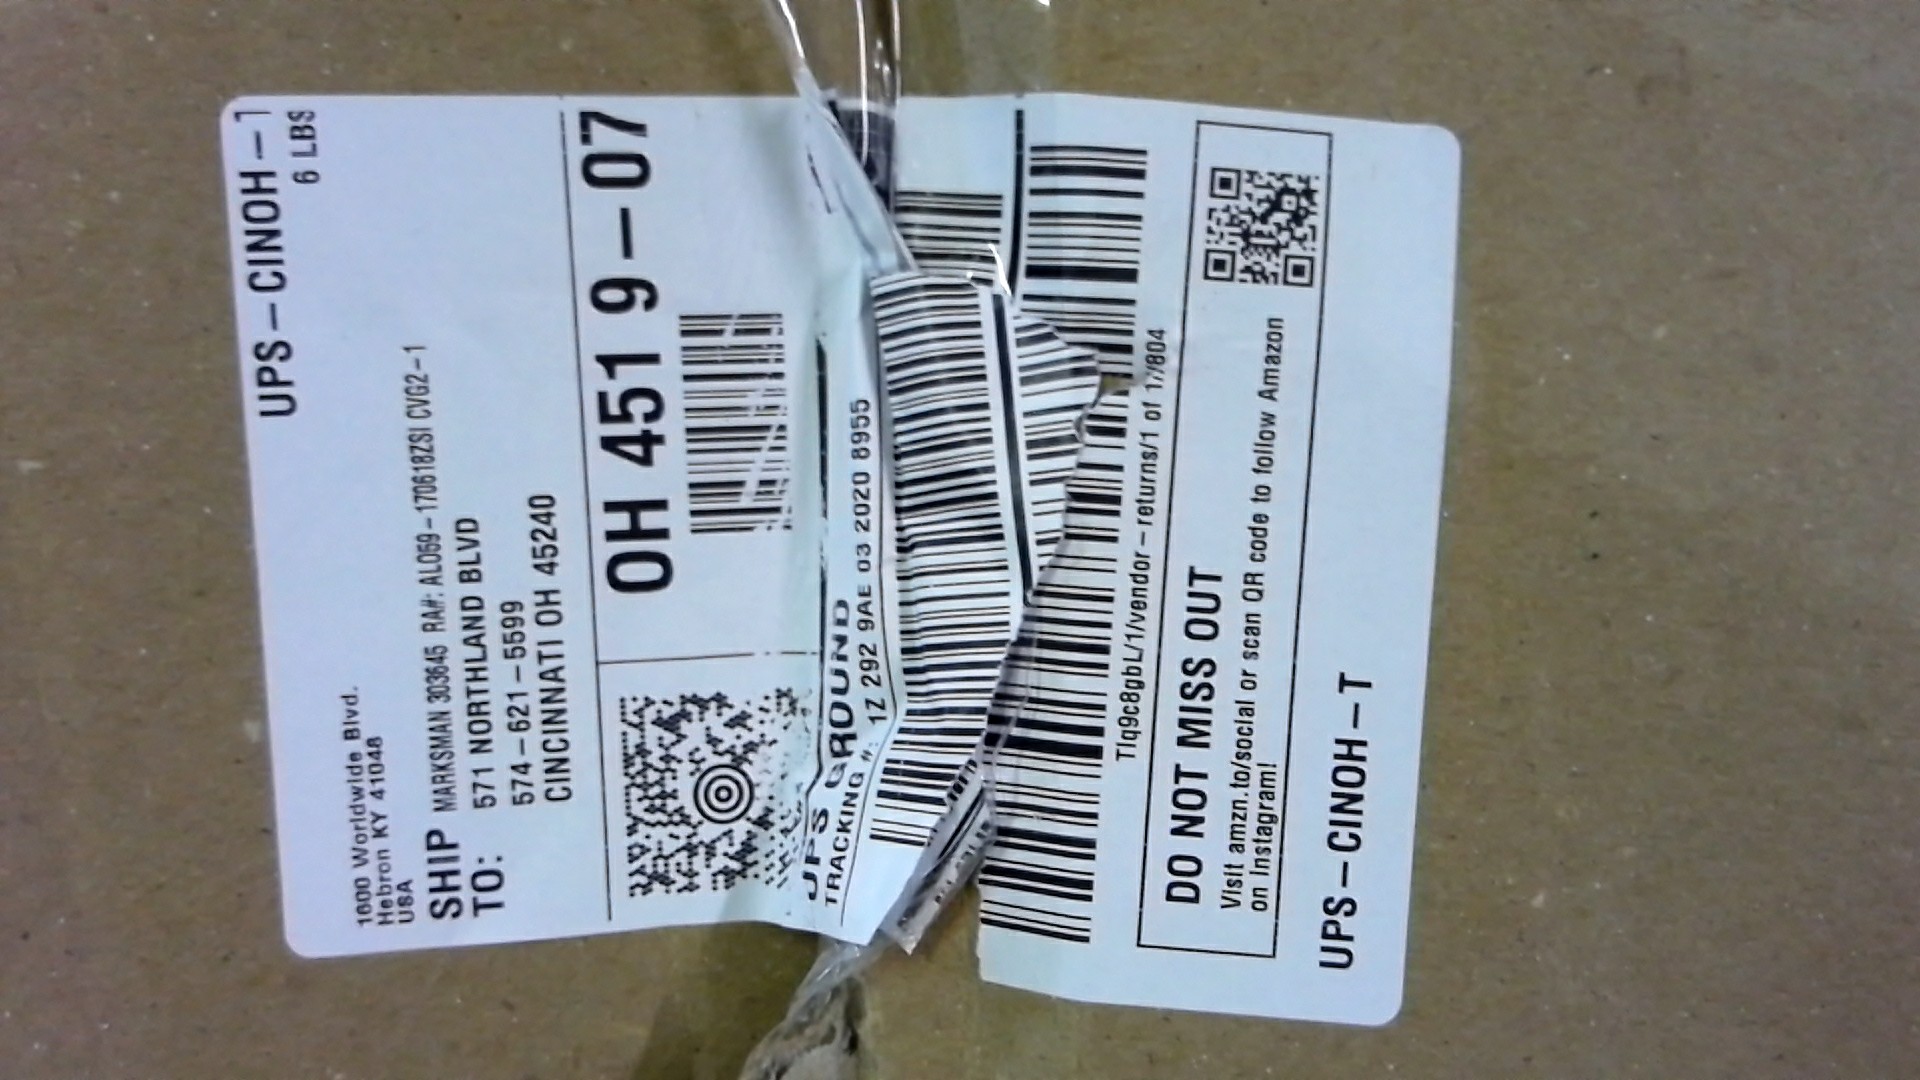 UPS-CINOH-1
6 LBS
1600 Worldwide Blvd.
Hebron KY 41048
USA
SHIP
TO:
MARKSMAN 303645 RA#: AL069-170618ZSI CVG2-1
571 NORTHLAND BLVD
574-621-5599
CINCINNATI OH 45240
OH 451 9-07
UPS GROUND
TRACKING #: 1Z 292 9AE 03 2020 8955
TIq9c8gbL/1/vendor-returns/1 of 1
DO NOT MISS OUT
Visit amzn.to/social or scan QR code to follow Amazon
on Instagram!
UPS-CINOH-T